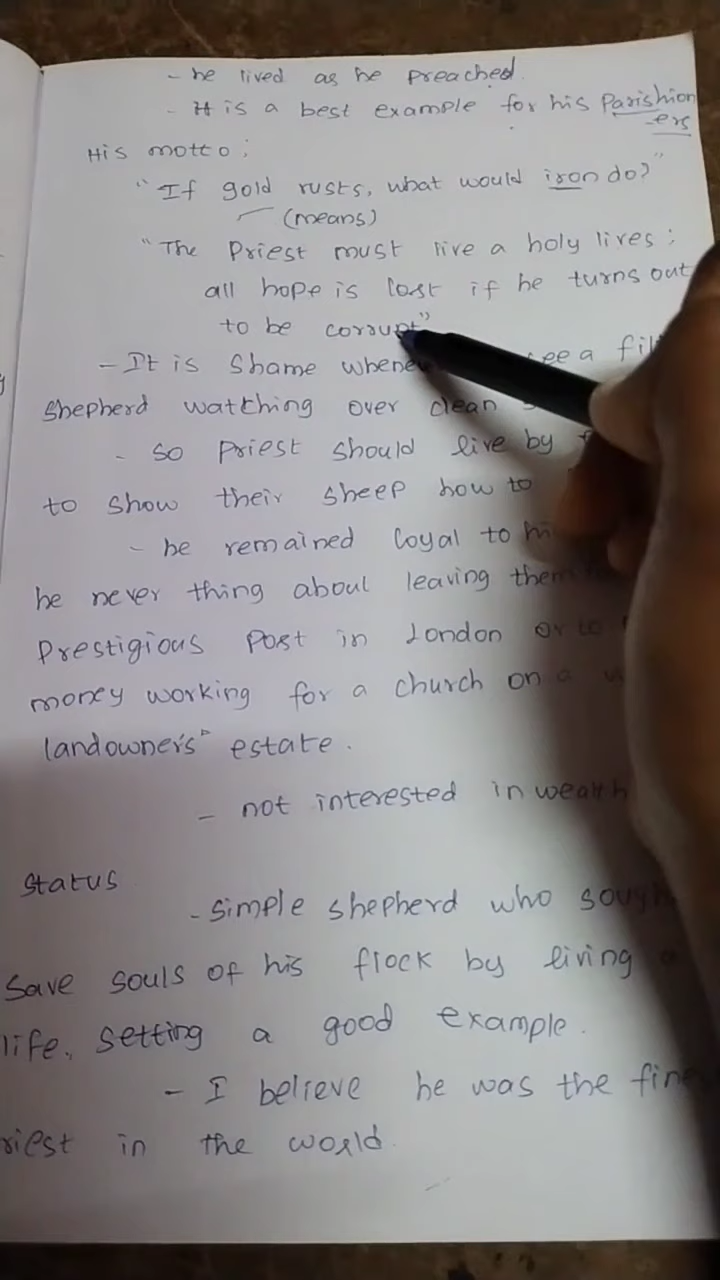 - he lived as he preached.
- It is a best example for his Parishion
-ers
His motto:
"If gold rusts, what would iron do?"
(means)
"The Priest must live a holy lives;
all hope is lost if he turns out
to be corrupt"
- It is shame see a
shepherd watching over clean
- so Priest should live by
to show their sheep how to
- he remained loyal to
he never thing about leaving
Prestigious Post in London or to
money working for a church on a
landowners' estate.
- not interested in wealth
status
- simple shepherd who
save souls of his flock by living
life. setting a good example.
- I believe he was the
in the world.